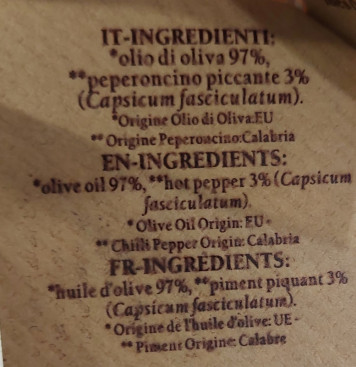 IT-INGREDIENTI:
*olio di oliva 97%,
**peperoncino piccante 3%
(Capsicum fasciculatum).
*Origine Olio di Oliva:EU
** Origine Peperoncino:Calabria
EN-INGREDIENTS:
*olive oil 97%, **hot pepper 3% (Capsicum
fasciculatum).
* Olive Oil Origin: EU -
** Chilli Pepper Origin: Calabria
FR-INGRÉDIENTS:
*huile d'olive 97%, **piment piquant 3%
(Capsicum fasciculatum).
* Origine de l'huile d'olive: UE -
** Piment Origine: Calabre